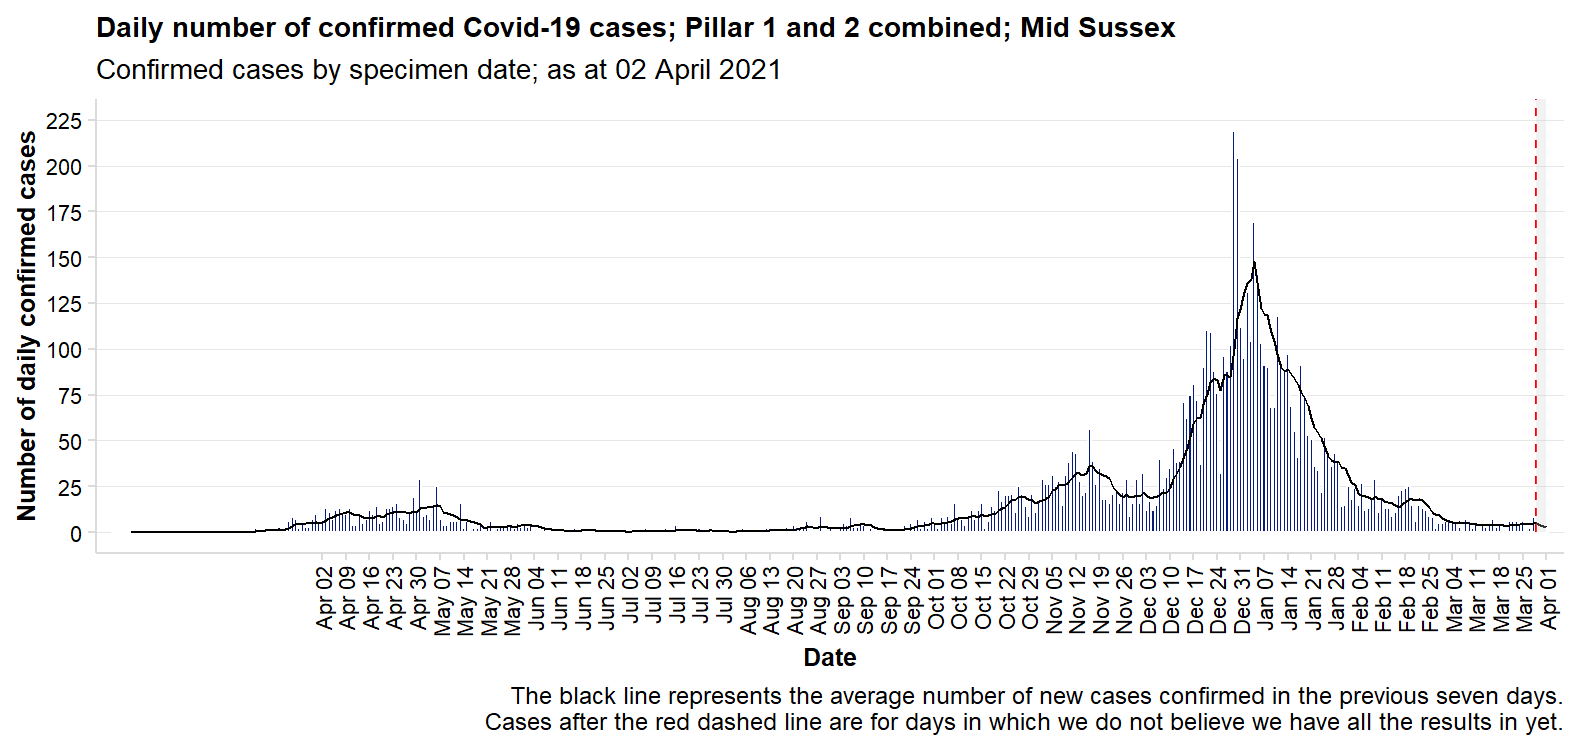 Daily number of confirmed Covid-19 cases; Pillar 1 and 2 combined; Mid Sussex
Confirmed cases by specimen date; as at 02 April 2021
Number of daily confirmed cases
225
200
175
150
125
100
75
50
25
0
Apr 02
Apr 09
Apr 16
Apr 23
Apr 30
May 07
May 14
May 21
May 28
Jun 04
Jun 11
Jun 18
Jun 25
Jul 02
Jul 09
Jul 16
Jul 23
Jul 30
Aug 06
Aug 13
Aug 20
Aug 27
Sep 03
Sep 10
Sep 17
Sep 24
Oct 01
Oct 08
Oct 15
Oct 22
Oct 29
Nov 05
Nov 12
Nov 19
Nov 26
Dec 03
Dec 10
Dec 17
Dec 24
Dec 31
Jan 07
Jan 14
Jan 21
Jan 28
Feb 04
Feb 11
Feb 18
Feb 25
Mar 04
Mar 11
Mar 18
Mar 25
Apr 01
Date
The black line represents the average number of new cases confirmed in the previous seven days.
Cases after the red dashed line are for days in which we do not believe we have all the results in yet.